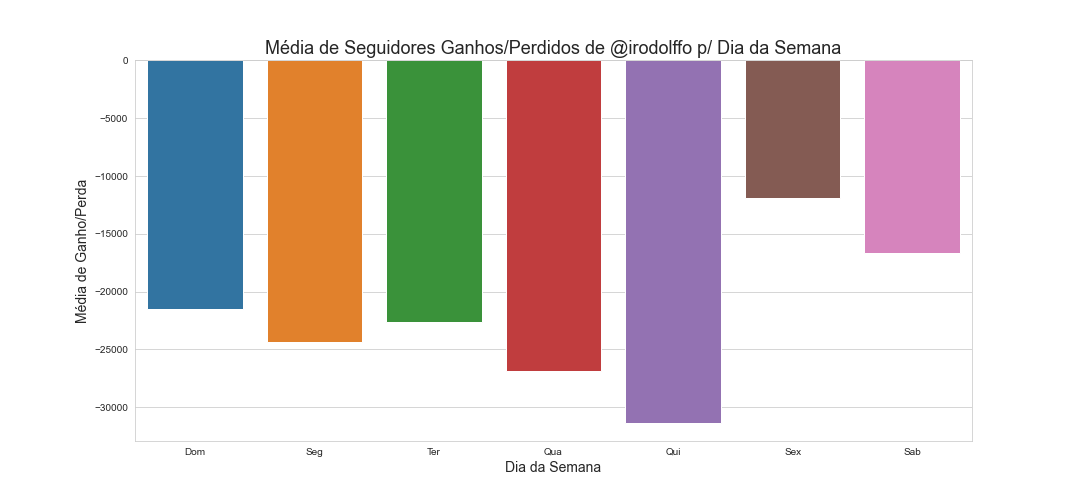 Média de Seguidores Ganhos/Perdidos de @irodolffo p/ Dia da Semana
Média de Ganho/Perda
0
−5000
−10000
−15000
−20000
−25000
−30000
Dom Seg Ter Qua Qui Sex Sab
Dia da Semana